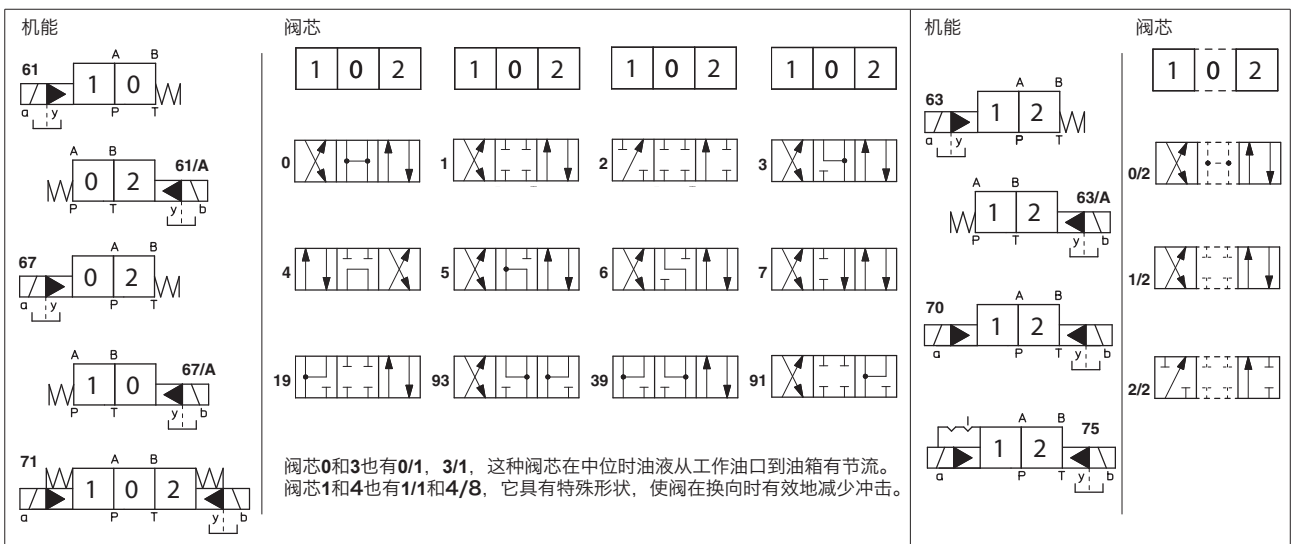 机能
阀芯
机能
阀芯
61
A B
1 0
a y P T
A B
61/A
0 2
P T y b
67
A B
0 2
a y P T
A B
67/A
1 0
P T y b
71
A B
1 0 2
a P T y b
1 0 2
1 0 2
1 0 2
1 0 2
0
1
2
3
4
5
6
7
19
93
39
91
阀芯0和3也有0/1，3/1，这种阀芯在中位时油液从工作油口到油箱有节流。
阀芯1和4也有1/1和4/8，它具有特殊形状，使阀在换向时有效地减少冲击。
63
A B
1 2
a y P T
A B
63/A
1 2
P T y b
70
A B
1 2
a P T y b
A B
75
1 2
a P T y b
1 0 2
0/2
1/2
2/2